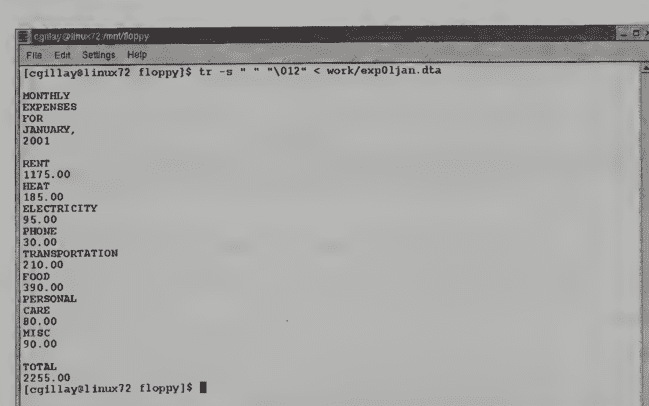 cgillay@linux72:/mnt/floppy
File Edit Settings Help
[cgillay@linux72 floppy]$ tr -s " " "\012" < work/exp01jan.dta
MONTHLY
EXPENSES
FOR
JANUARY,
2001
RENT
1175.00
HEAT
185.00
ELECTRICITY
95.00
PHONE
30.00
TRANSPORTATION
210.00
FOOD
390.00
PERSONAL
CARE
80.00
MISC
90.00
TOTAL
2255.00
[cgillay@linux72 floppy]$